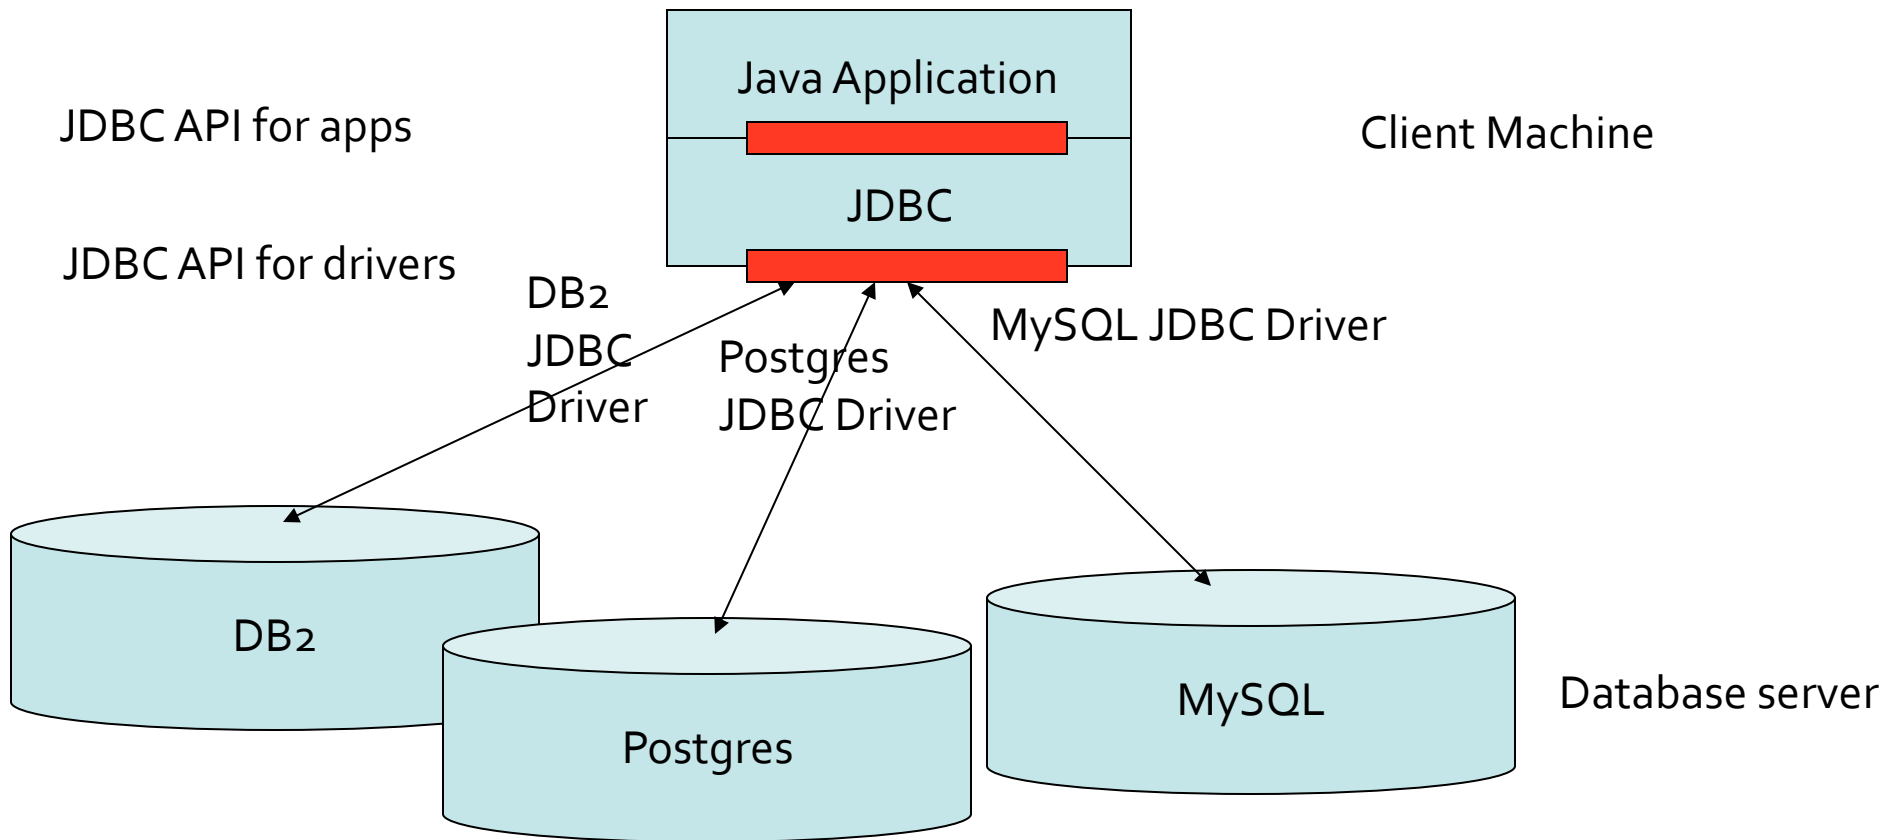 Java Application
JDBC API for apps
Client Machine
JDBC
JDBC API for drivers
DB2
JDBC
Driver
Postgres
JDBC Driver
MySQL JDBC Driver
DB2
Postgres
MySQL
Database server